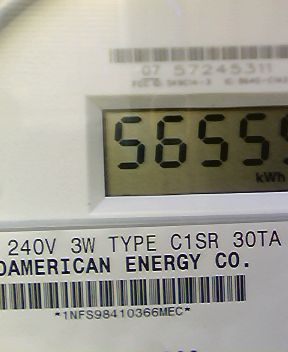 07 57245311
5655
kWh
240V 3W TYPE C1SR 30TA
DAMERICAN ENERGY CO.
*1NFS98410366MEC*